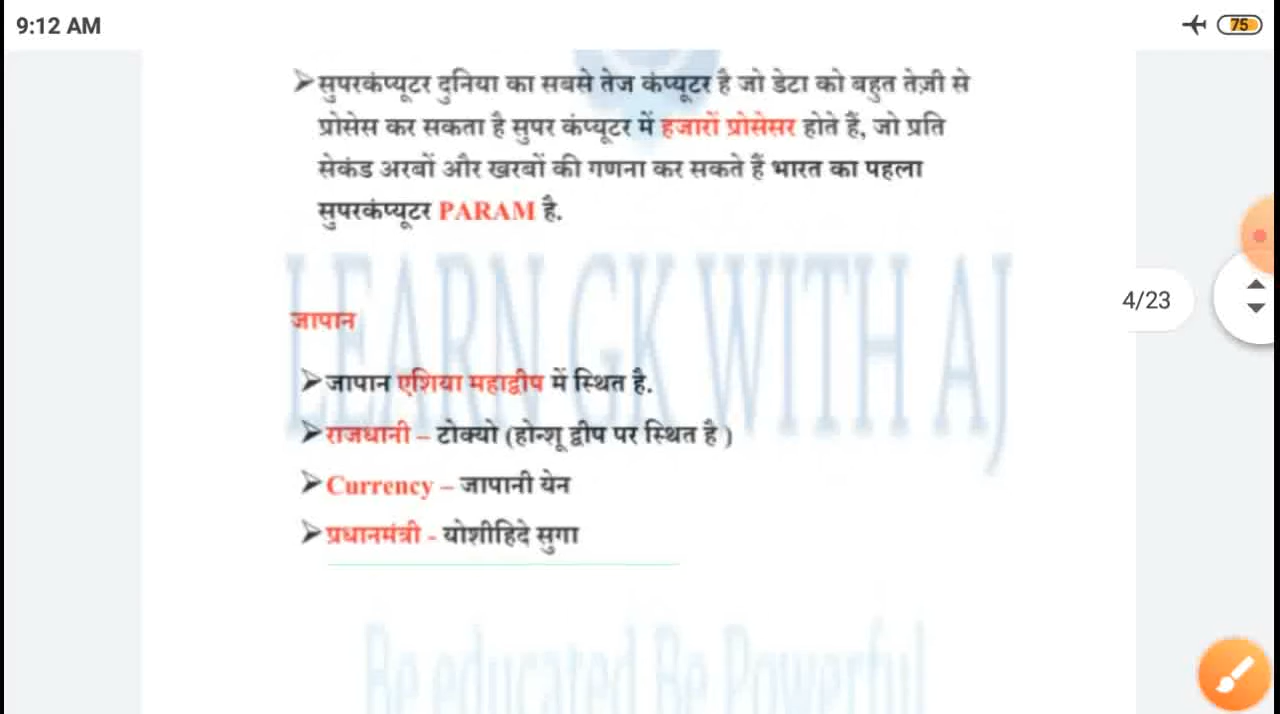 9:12 AM
75
➤सुपरकंप्यूटर दुनिया का सबसे तेज कंप्यूटर है जो डेटा को बहुत तेज़ी से
प्रोसेस कर सकता है सुपर कंप्यूटर में हजारों प्रोसेसर होते हैं, जो प्रति
सेकंड अरबों और खरबों की गणना कर सकते हैं भारत का पहला
सुपरकंप्यूटर PARAM है.
LEARN GK WITH AJ
4/23
जापान
➤जापान एशिया महाद्वीप में स्थित है.
➤राजधानी – टोक्यो (होन्शू द्वीप पर स्थित है )
➤Currency – जापानी येन
➤प्रधानमंत्री - योशीहिदे सुगा
Be educated Be Powerful